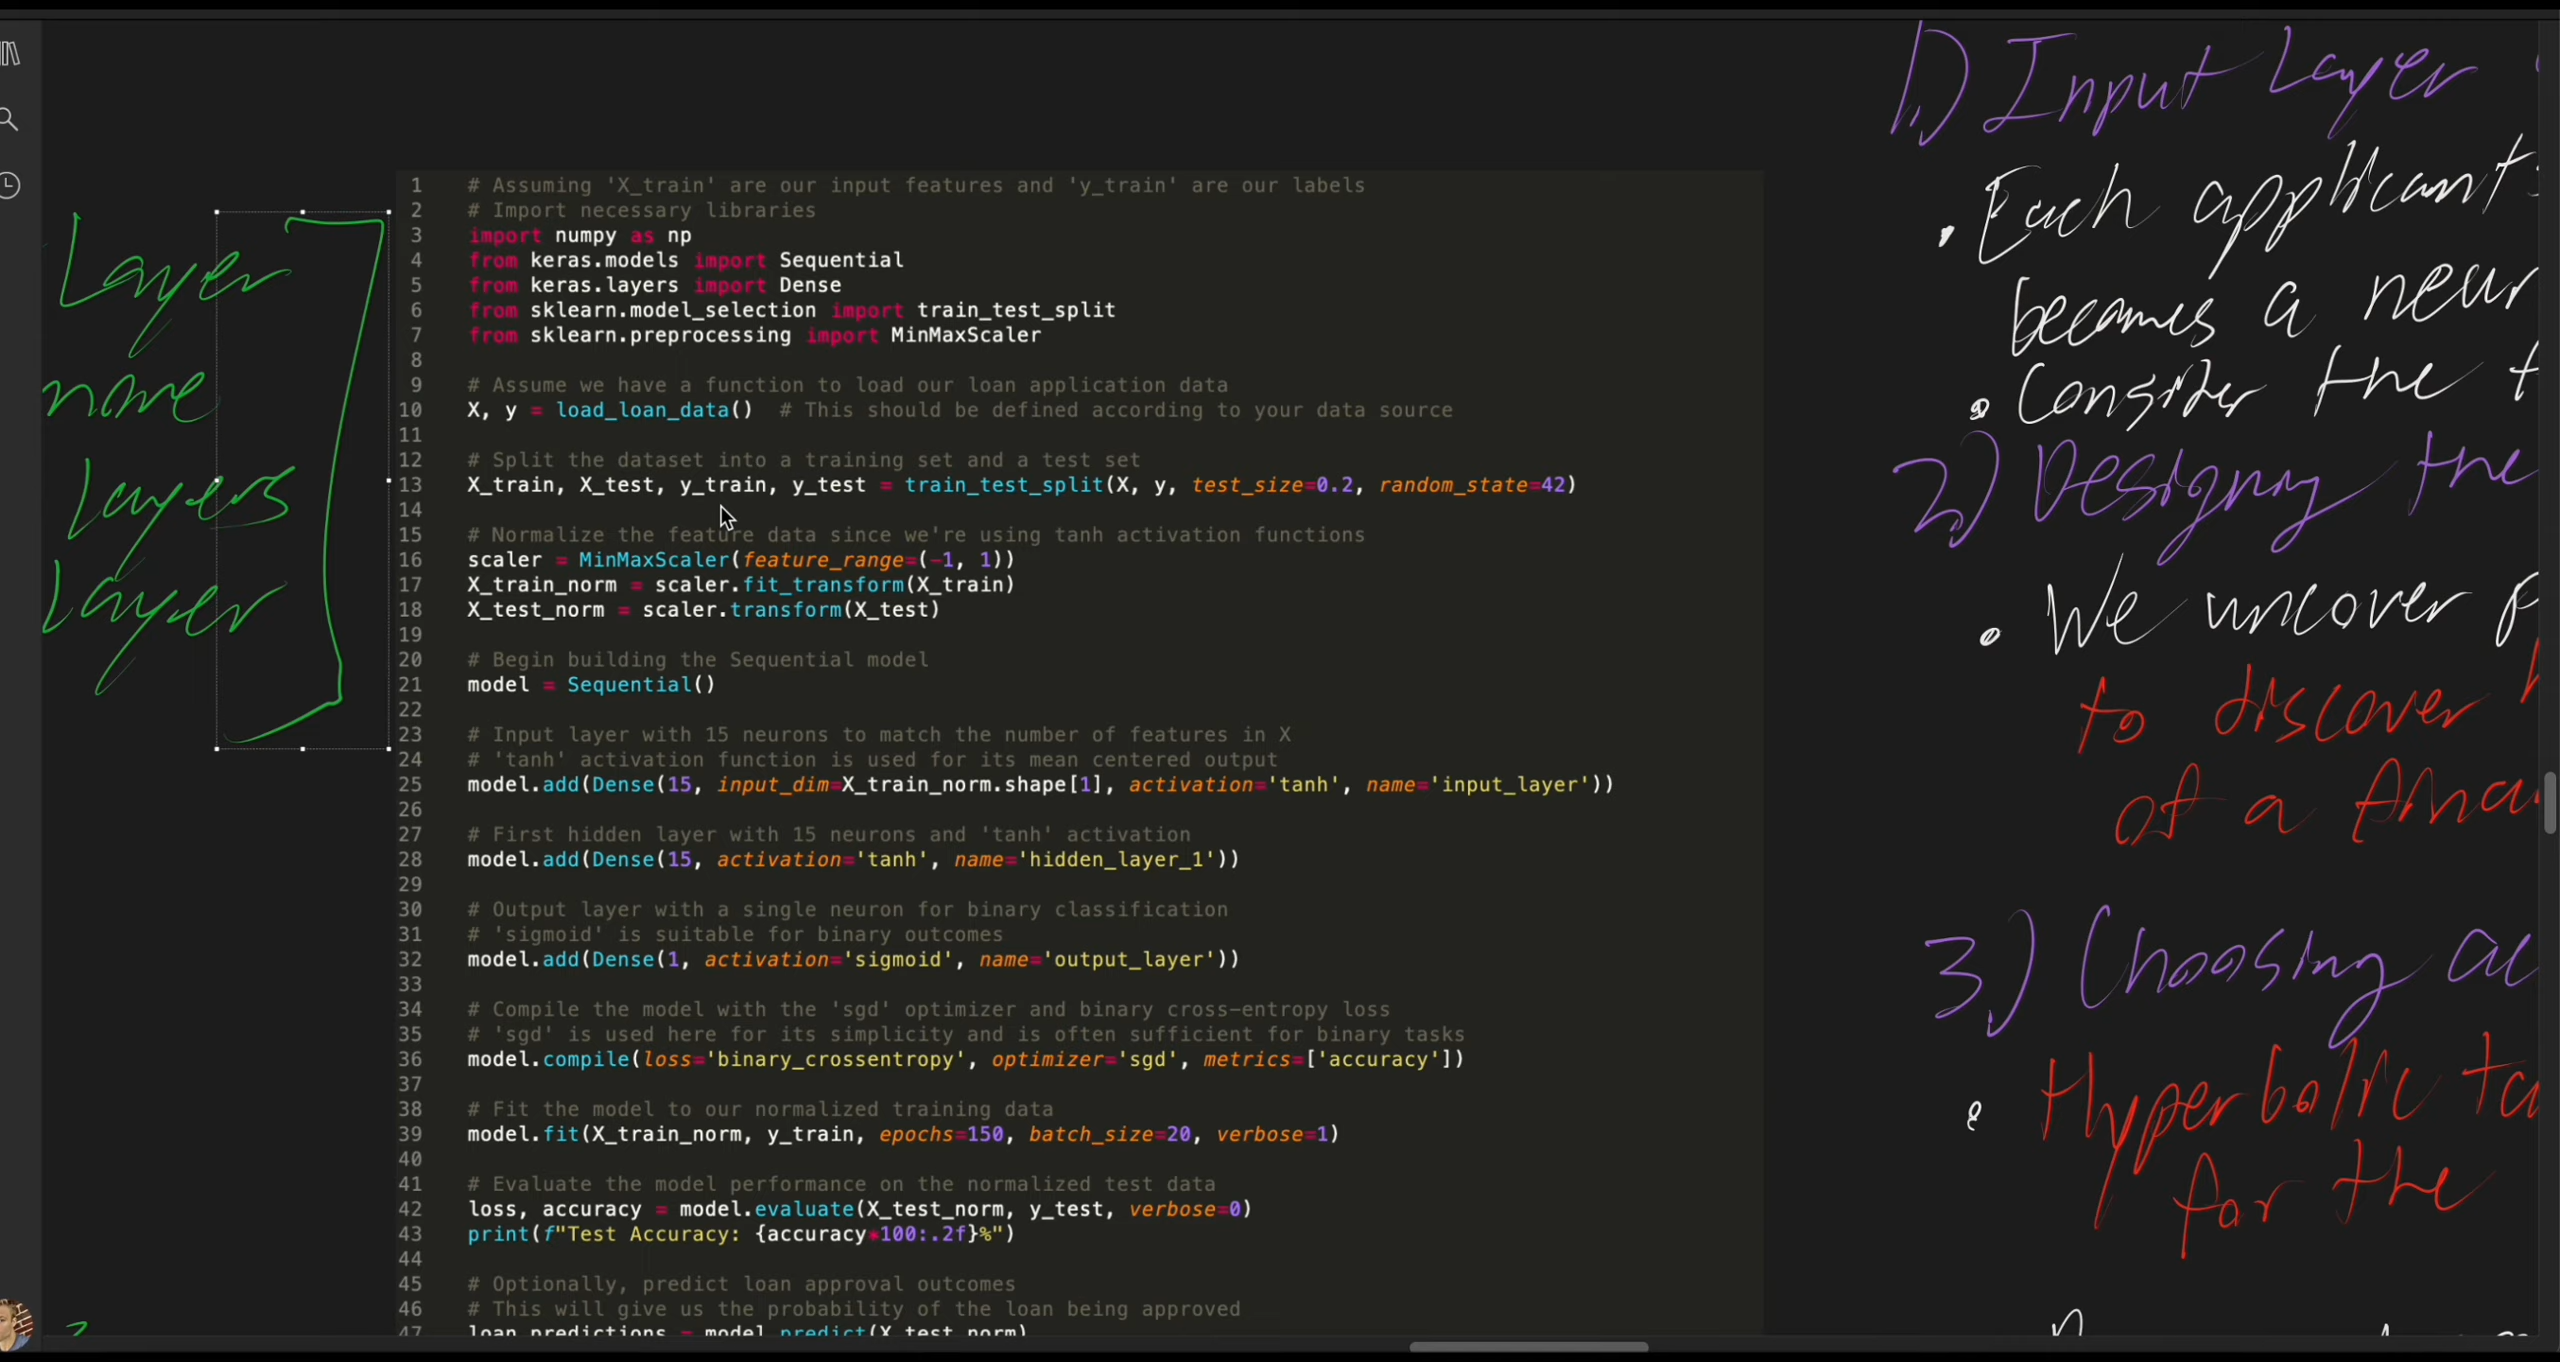 Layer
more
Layers
Layer
1 # Assuming 'X_train' are our input features and 'y_train' are our labels
2 # Import necessary libraries
3 import numpy as np
4 from keras.models import Sequential
5 from keras.layers import Dense
6 from sklearn.model_selection import train_test_split
7 from sklearn.preprocessing import MinMaxScaler
8
9 # Assume we have a function to load our loan application data
10 X, y = load_loan_data()  # This should be defined according to your data source
11
12 # Split the dataset into a training set and a test set
13 X_train, X_test, y_train, y_test = train_test_split(X, y, test_size=0.2, random_state=42)
14
15 # Normalize the feature data since we're using tanh activation functions
16 scaler = MinMaxScaler(feature_range=(-1, 1))
17 X_train_norm = scaler.fit_transform(X_train)
18 X_test_norm = scaler.transform(X_test)
19
20 # Begin building the Sequential model
21 model = Sequential()
22
23 # Input layer with 15 neurons to match the number of features in X
24 # 'tanh' activation function is used for its mean centered output
25 model.add(Dense(15, input_dim=X_train_norm.shape[1], activation='tanh', name='input_layer'))
26
27 # First hidden layer with 15 neurons and 'tanh' activation
28 model.add(Dense(15, activation='tanh', name='hidden_layer_1'))
29
30 # Output layer with a single neuron for binary classification
31 # 'sigmoid' is suitable for binary outcomes
32 model.add(Dense(1, activation='sigmoid', name='output_layer'))
33
34 # Compile the model with the 'sgd' optimizer and binary cross-entropy loss
35 # 'sgd' is used here for its simplicity and is often sufficient for binary tasks
36 model.compile(loss='binary_crossentropy', optimizer='sgd', metrics=['accuracy'])
37
38 # Fit the model to our normalized training data
39 model.fit(X_train_norm, y_train, epochs=150, batch_size=20, verbose=1)
40
41 # Evaluate the model performance on the normalized test data
42 loss, accuracy = model.evaluate(X_test_norm, y_test, verbose=0)
43 print(f"Test Accuracy: {accuracy*100:.2f}%")
44
45 # Optionally, predict loan approval outcomes
46 # This will give us the probability of the loan being approved
47 loan_predictions = model.predict(X_test_norm)
1) Input Layer
• Each applicant
becomes a neur
• Consider the
2) Designing the
• We uncover
to discover
of a
3) Choosing
• Hyperbolic
for the